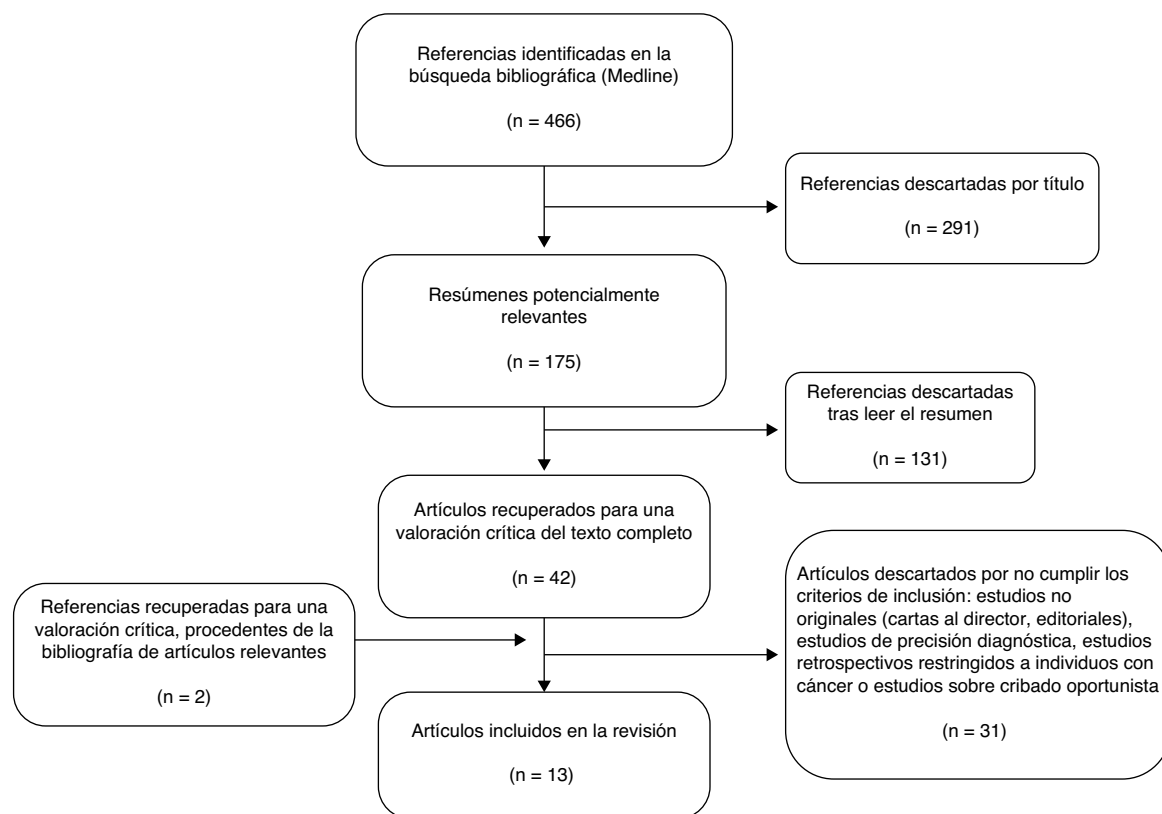 Referencias identificadas en la
búsqueda bibliográfica (Medline)
(n = 466)
Referencias descartadas por título
(n = 291)
Resúmenes potencialmente
relevantes
(n = 175)
Referencias descartadas
tras leer el resumen
(n = 131)
Artículos recuperados para una
valoración crítica del texto completo
(n = 42)
Referencias recuperadas para una
valoración crítica, procedentes de la
bibliografía de artículos relevantes
(n = 2)
Artículos descartados por no cumplir los
criterios de inclusión: estudios no
originales (cartas al director, editoriales),
estudios de precisión diagnóstica, estudios
retrospectivos restringidos a individuos con
cáncer o estudios sobre cribado oportunista
(n = 31)
Artículos incluidos en la revisión
(n = 13)